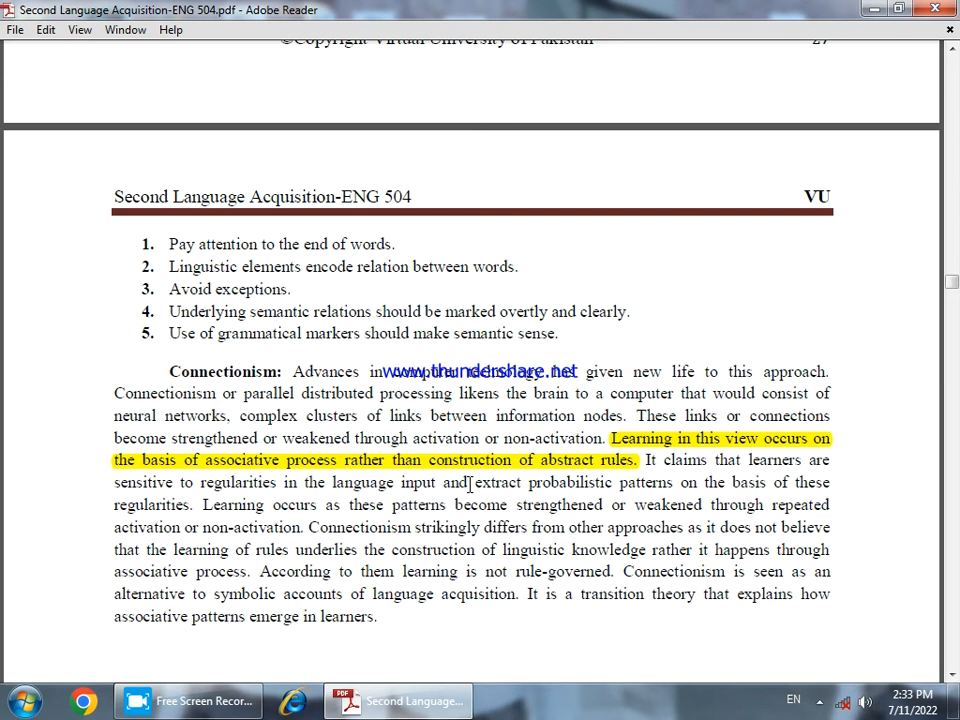 Second Language Acquisition-ENG 504.pdf - Adobe Reader
File Edit View Window Help
©Copyright Virtual University of Pakistan 27
Second Language Acquisition-ENG 504 VU
1. Pay attention to the end of words.
2. Linguistic elements encode relation between words.
3. Avoid exceptions.
4. Underlying semantic relations should be marked overtly and clearly.
5. Use of grammatical markers should make semantic sense.
www.thundershare.net
Connectionism: Advances in computer technology has given new life to this approach.
Connectionism or parallel distributed processing likens the brain to a computer that would consist of
neural networks, complex clusters of links between information nodes. These links or connections
become strengthened or weakened through activation or non-activation. Learning in this view occurs on
the basis of associative process rather than construction of abstract rules. It claims that learners are
sensitive to regularities in the language input and extract probabilistic patterns on the basis of these
regularities. Learning occurs as these patterns become strengthened or weakened through repeated
activation or non-activation. Connectionism strikingly differs from other approaches as it does not believe
that the learning of rules underlies the construction of linguistic knowledge rather it happens through
associative process. According to them learning is not rule-governed. Connectionism is seen as an
alternative to symbolic accounts of language acquisition. It is a transition theory that explains how
associative patterns emerge in learners.
Free Screen Recor... Second Language... EN 2:33 PM
7/11/2022